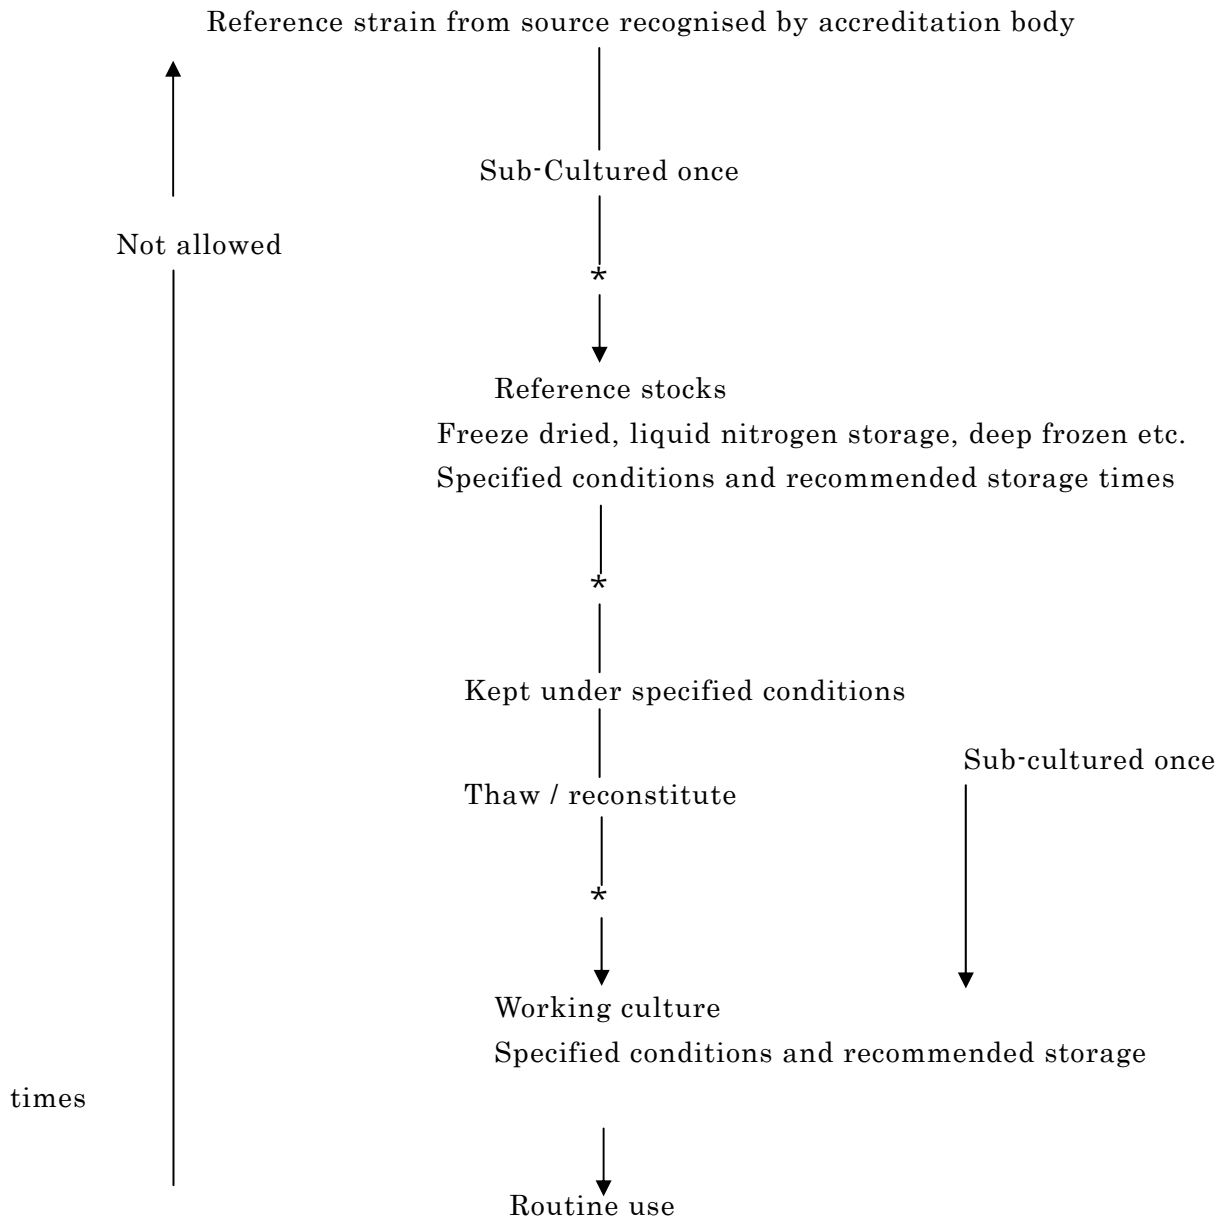 Reference strain from source recognised by accreditation body
Sub-Cultured once
Not allowed
*
Reference stocks
Freeze dried, liquid nitrogen storage, deep frozen etc.
Specified conditions and recommended storage times
*
Kept under specified conditions
Sub-cultured once
Thaw / reconstitute
*
Working culture
Specified conditions and recommended storage
times
Routine use